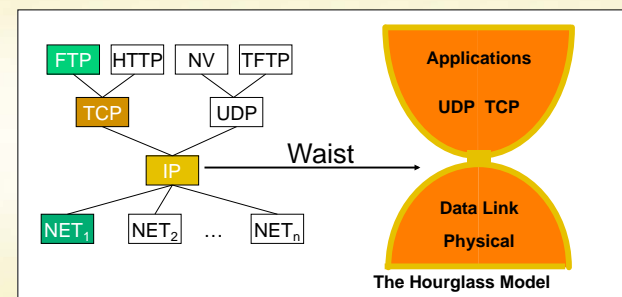 FTP HTTP NV TFTP
TCP UDP
IP
Waist
NET1 NET2 … NETn
Applications
UDP TCP
Data Link
Physical
The Hourglass Model